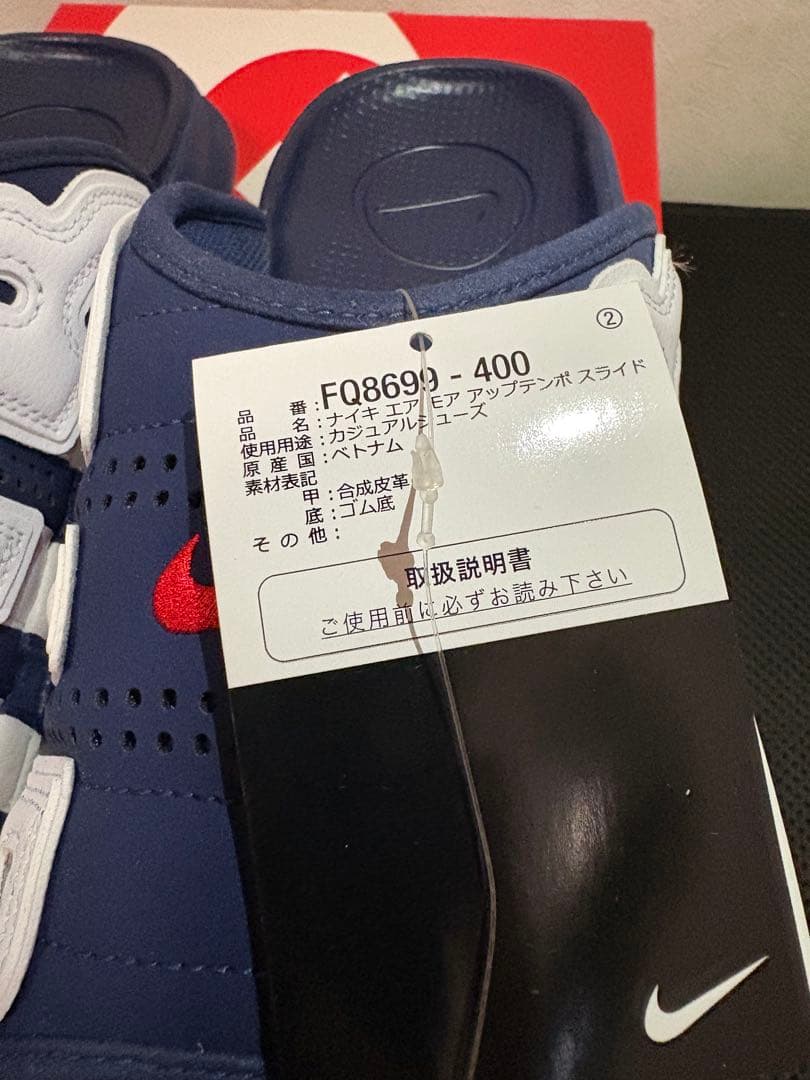 ②
品番：FQ8699 - 400
品名：ナイキ エア モア アップテンポ スライド
使用用途：カジュアルシューズ
原産国：ベトナム
素材表記
甲：合成皮革
底：ゴム底
その他：
取扱説明書
ご使用前に必ずお読み下さい